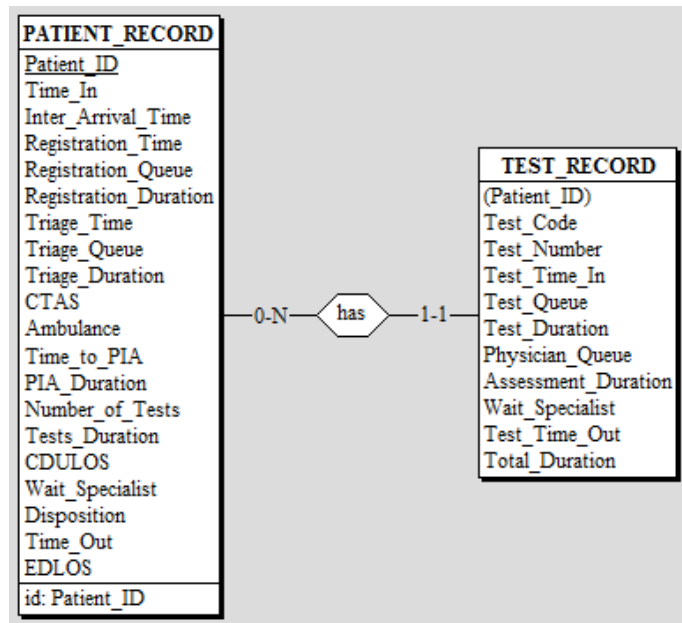 PATIENT_RECORD
Patient_ID
Time_In
Inter_Arrival_Time
Registration_Time
Registration_Queue
Registration_Duration
Triage_Time
Triage_Queue
Triage_Duration
CTAS
Ambulance
Time_to_PIA
PIA_Duration
Number_of_Tests
Tests_Duration
CDULOS
Wait_Specialist
Disposition
Time_Out
EDLOS
id: Patient_ID
0-N
has
1-1
TEST_RECORD
(Patient_ID)
Test_Code
Test_Number
Test_Time_In
Test_Queue
Test_Duration
Physician_Queue
Assessment_Duration
Wait_Specialist
Test_Time_Out
Total_Duration